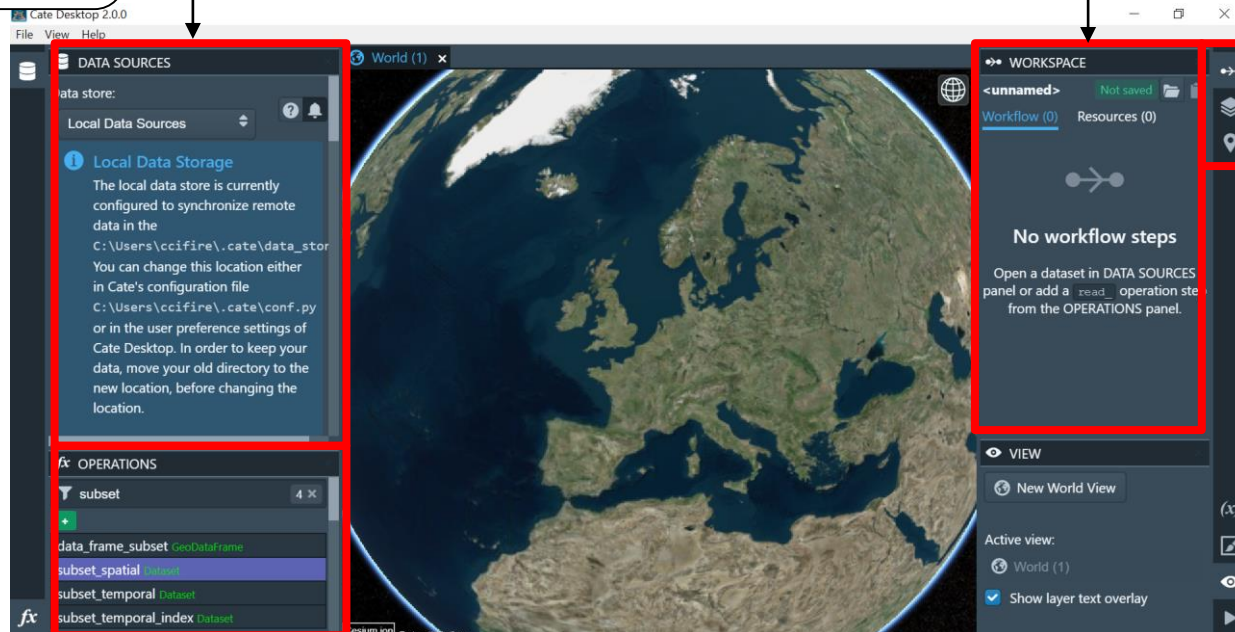 Cate Desktop 2.0.0
File View Help
DATA SOURCES
Data store:
Local Data Sources
Local Data Storage
The local data store is currently
configured to synchronize remote
data in the
C:\Users\ccifire\.cate\data_stor
You can change this location either
in Cate's configuration file
C:\Users\ccifire\.cate\conf.py
or in the user preference settings of
Cate Desktop. In order to keep your
data, move your old directory to the
new location, before changing the
location.
fx OPERATIONS
subset 4
+
data_frame_subset GeoDataFrame
subset_spatial Dataset
subset_temporal Dataset
subset_temporal_index Dataset
fx
World (1)
WORKSPACE
<unnamed> Not saved
Workflow (0) Resources (0)
No workflow steps
Open a dataset in DATA SOURCES
panel or add a read_ operation step
from the OPERATIONS panel.
VIEW
New World View
Active view:
World (1)
Show layer text overlay
(x